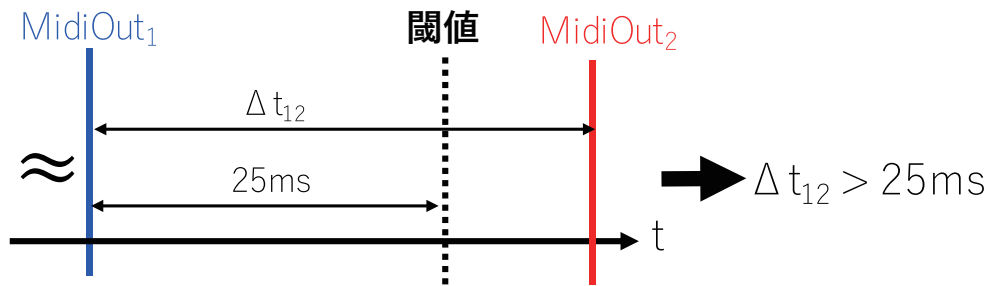 MidiOut₁
閾値
MidiOut₂
Δt₁₂
25ms
≈
Δt₁₂ > 25ms
t